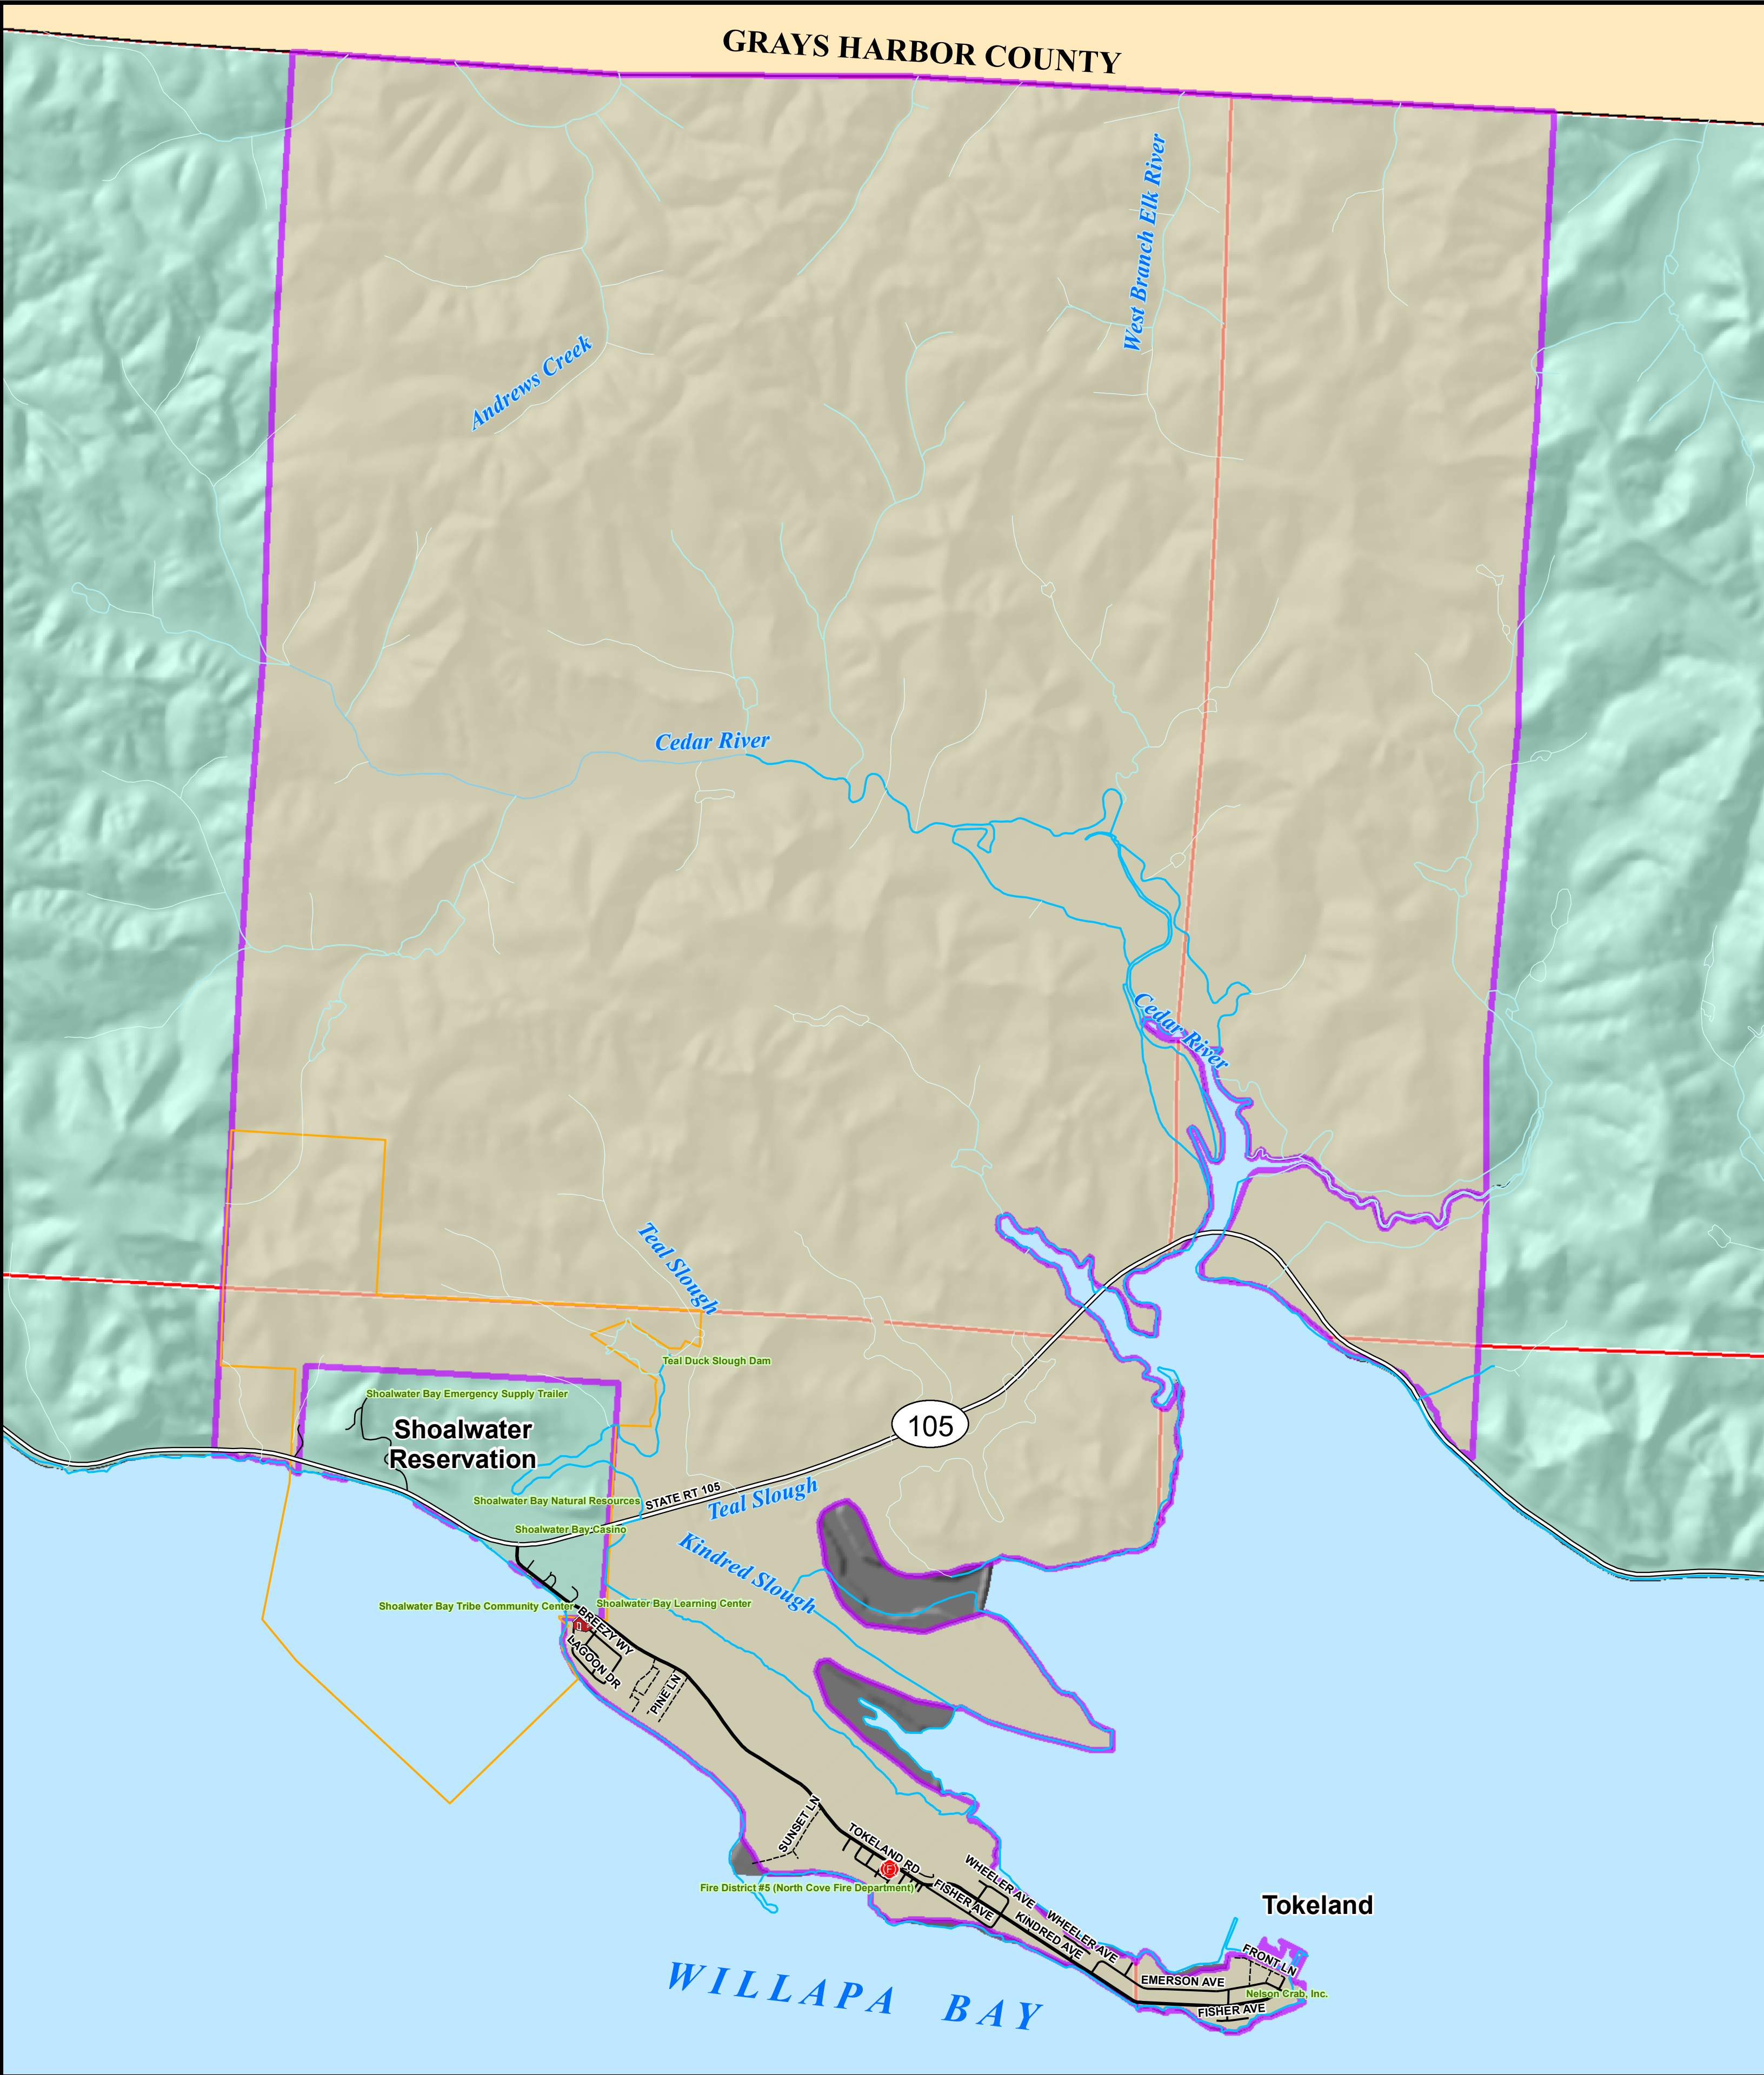 GRAYS HARBOR COUNTY
West Branch Elk River
Andrews Creek
Cedar River
Cedar River
Teal Slough
Teal Duck Slough Dam
Shoalwater Bay Emergency Supply Trailer
Shoalwater
Reservation
105
STATE RT 105
Teal Slough
Shoalwater Bay Natural Resources
Shoalwater Bay Casino
Kindred Slough
Shoalwater Bay Tribe Community Center
Shoalwater Bay Learning Center
BREEZY WY
LAGOON DR
PINE LN
SUNSET LN
TOKELAND RD
F
Fire District #5 (North Cove Fire Department)
FISHER AVE
WHEELER AVE
KINDRED AVE
WHEELER AVE
Tokeland
FRONT LN
EMERSON AVE
Nelson Crab, Inc.
FISHER AVE
WILLAPA BAY